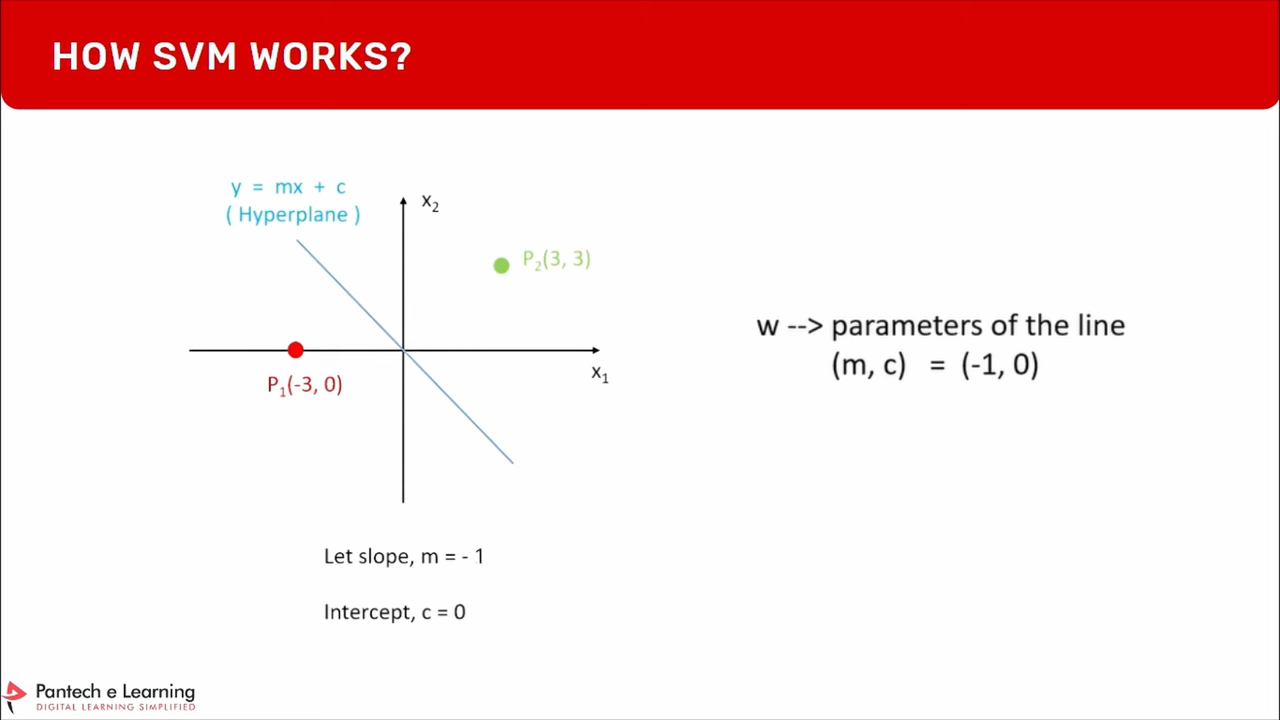 HOW SVM WORKS?
y = mx + c
( Hyperplane )
x₂
P₂(3, 3)
x₁
P₁(-3, 0)
w --> parameters of the line
(m, c) = (-1, 0)
Let slope, m = - 1
Intercept, c = 0
Pantech e Learning
DIGITAL LEARNING SIMPLIFIED